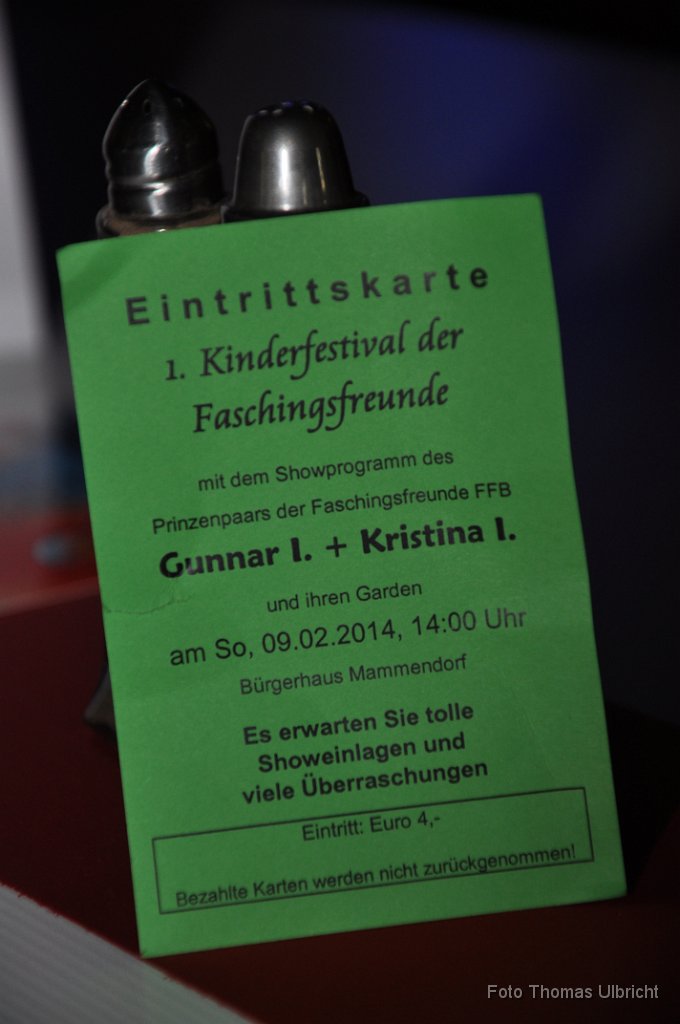 Eintrittskarte
1. Kinderfestival der
Faschingsfreunde
mit dem Showprogramm des
Prinzenpaars der Faschingsfreunde FFB
Gunnar I. + Kristina I.
und ihren Garden
am So, 09.02.2014, 14:00 Uhr
Bürgerhaus Mammendorf
Es erwarten Sie tolle
Showeinlagen und
viele Überraschungen
Eintritt: Euro 4,-
Bezahlte Karten werden nicht zurückgenommen!
Foto Thomas Ulbricht